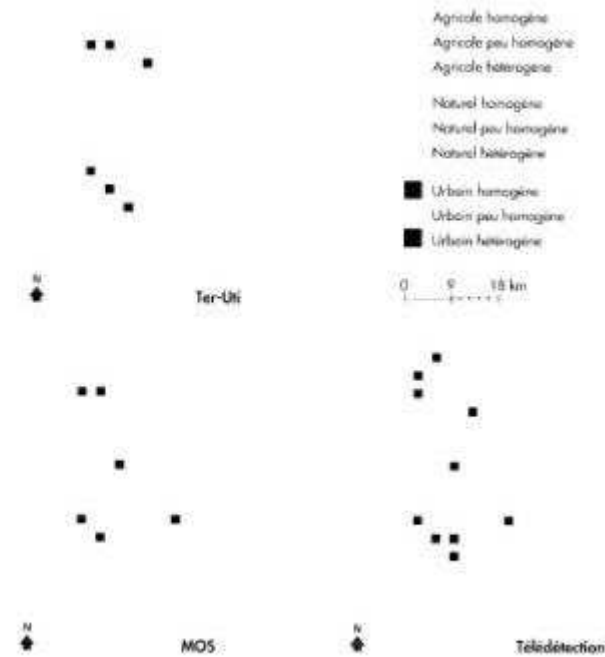 Agricole homogène
Agricole peu homogène
Agricole hétérogène
Naturel homogène
Naturel peu homogène
Naturel hétérogène
Urbain homogène
Urbain peu homogène
Urbain hétérogène
0 9 18 km
N
Ter-Uti
N
MOS
N
Télédétection